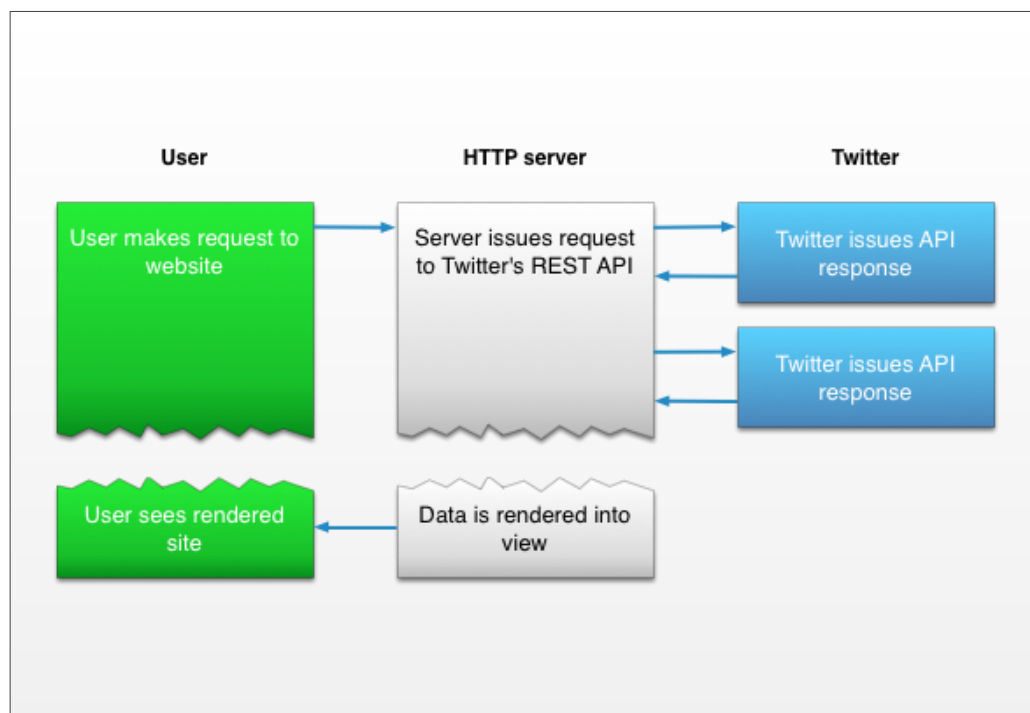 User
HTTP server
Twitter
User makes request to
website
Server issues request
to Twitter's REST API
Twitter issues API
response
Twitter issues API
response
User sees rendered
site
Data is rendered into
view